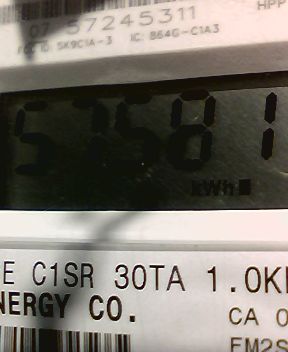 HPP
07 57245311
FCC ID: SK9C1A-3 IC: 864G-C1A3
57581
kWh
E C1SR 30TA 1.0K
NERGY CO.
CA 0
FM2S